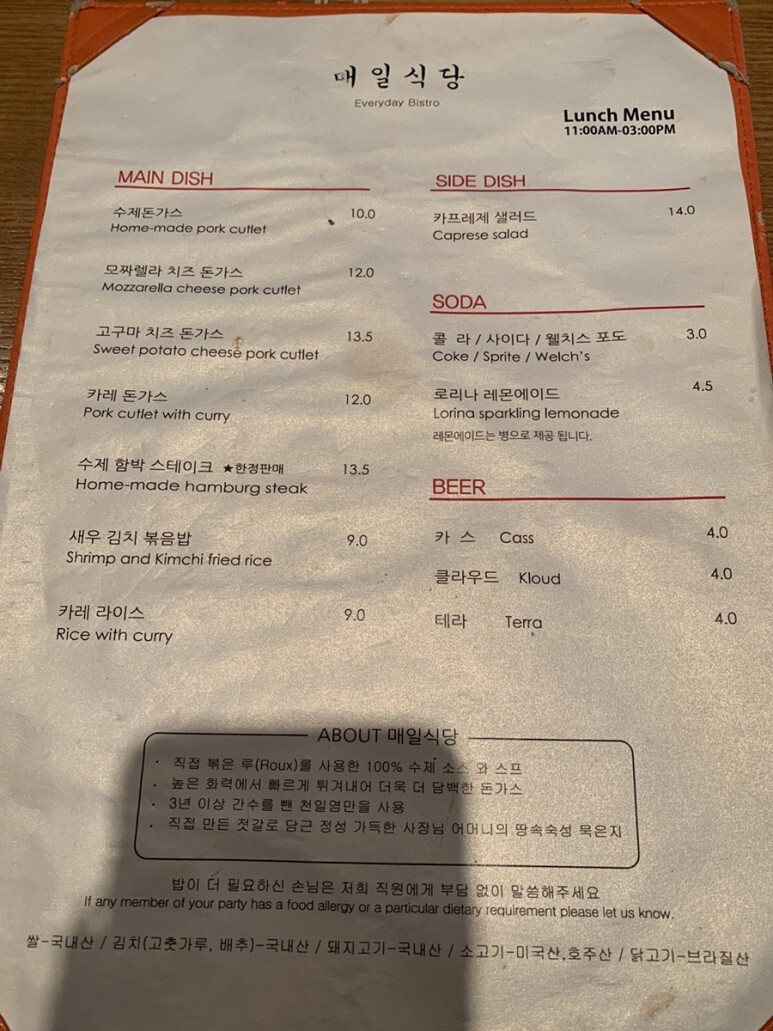 매일식당
Everyday Bistro
Lunch Menu
11:00AM-03:00PM
MAIN DISH
수제돈가스 10.0
Home-made pork cutlet
모짜렐라 치즈 돈가스 12.0
Mozzarella cheese pork cutlet
고구마 치즈 돈가스 13.5
Sweet potato cheese pork cutlet
카레 돈가스 12.0
Pork cutlet with curry
수제 함박 스테이크 ★한정판매 13.5
Home-made hamburg steak
새우 김치 볶음밥 9.0
Shrimp and Kimchi fried rice
카레 라이스 9.0
Rice with curry
SIDE DISH
카프레제 샐러드 14.0
Caprese salad
SODA
콜 라 / 사이다 / 웰치스 포도 3.0
Coke / Sprite / Welch's
로리나 레몬에이드 4.5
Lorina sparkling lemonade
레몬에이드는 병으로 제공 됩니다.
BEER
카 스 Cass 4.0
클라우드 Kloud 4.0
테라 Terra 4.0
ABOUT 매일식당
· 직접 볶은 루(Roux)를 사용한 100% 수제 소스 와 스프
· 높은 화력에서 빠르게 튀겨내어 더욱 더 담백한 돈가스
· 3년 이상 간수를 뺀 천일염만을 사용
· 직접 만든 젓갈로 담근 정성 가득한 사장님 어머니의 땅속숙성 묵은지
밥이 더 필요하신 손님은 저희 직원에게 부담 없이 말씀해주세요
If any member of your party has a food allergy or a particular dietary requirement please let us know.
쌀-국내산 / 김치(고춧가루, 배추)-국내산 / 돼지고기-국내산 / 소고기-미국산,호주산 / 닭고기-브라질산